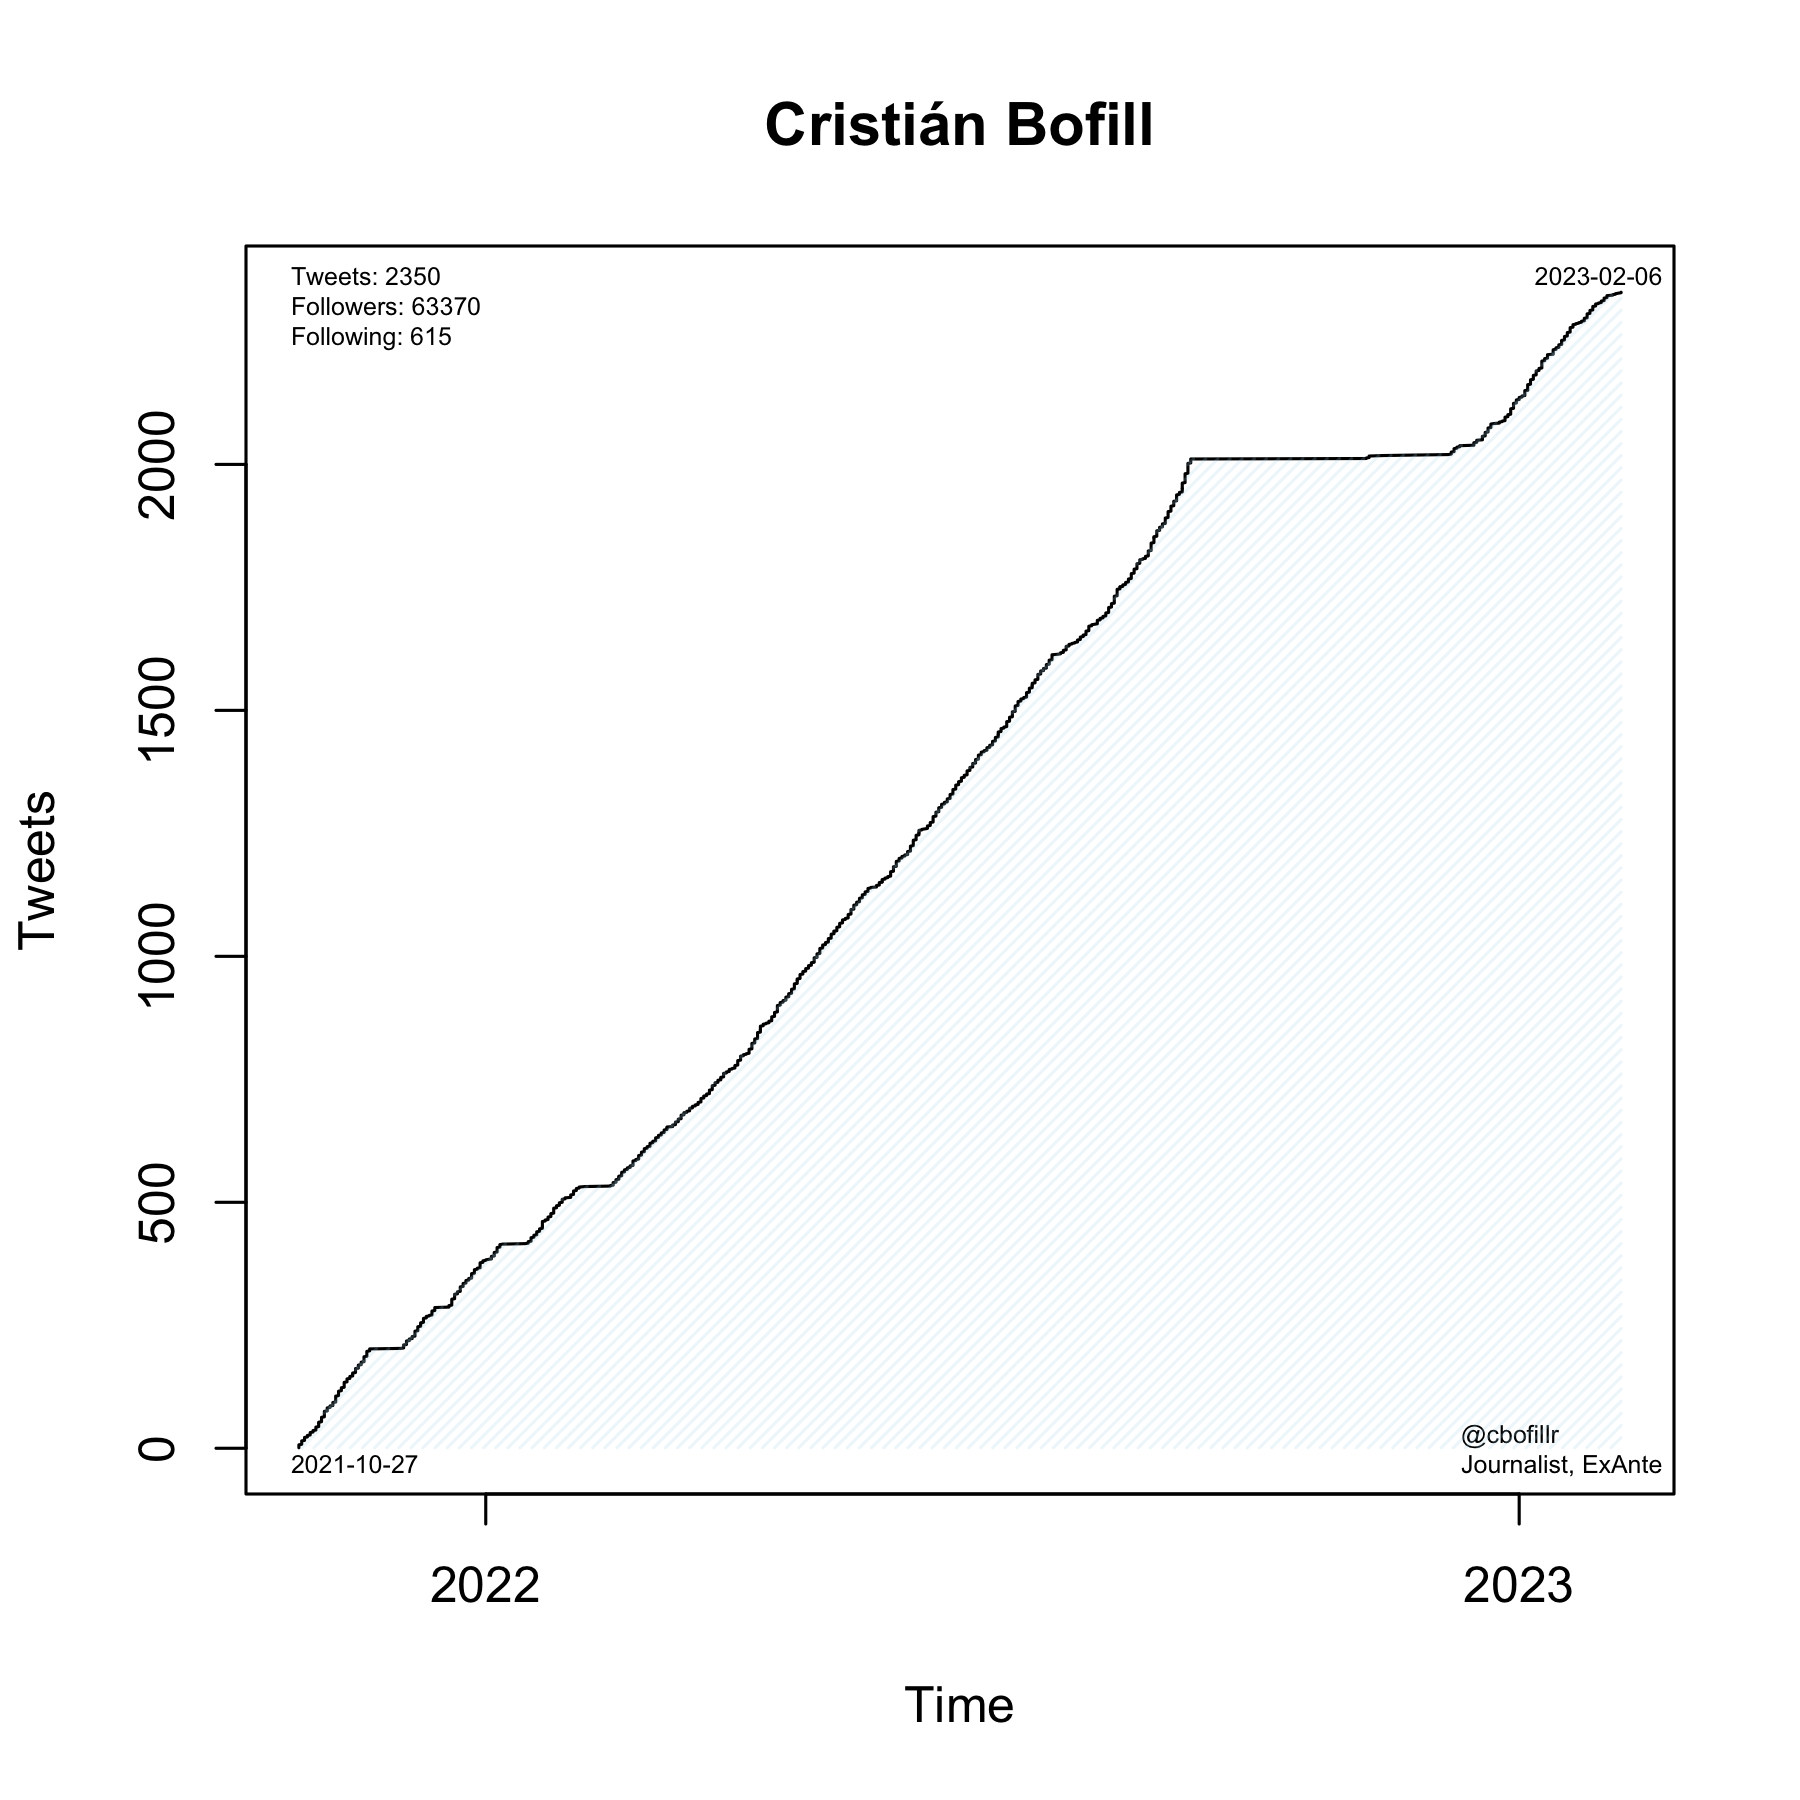 Cristián Bofill
Tweets: 2350
Followers: 63370
Following: 615
2023-02-06
2000
1500
1000
500
0
Tweets
@cbofillr
Journalist, ExAnte
2021-10-27
2022
2023
Time